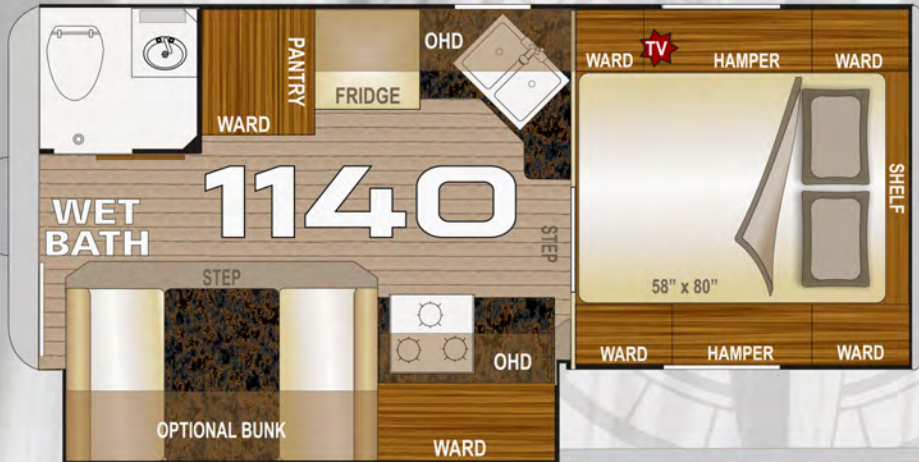 OHD
WARD
TV
HAMPER
WARD
PANTRY
FRIDGE
WARD
1140
SHELF
WET
BATH
STEP
STEP
58" x 80"
WARD
HAMPER
WARD
OHD
OPTIONAL BUNK
WARD